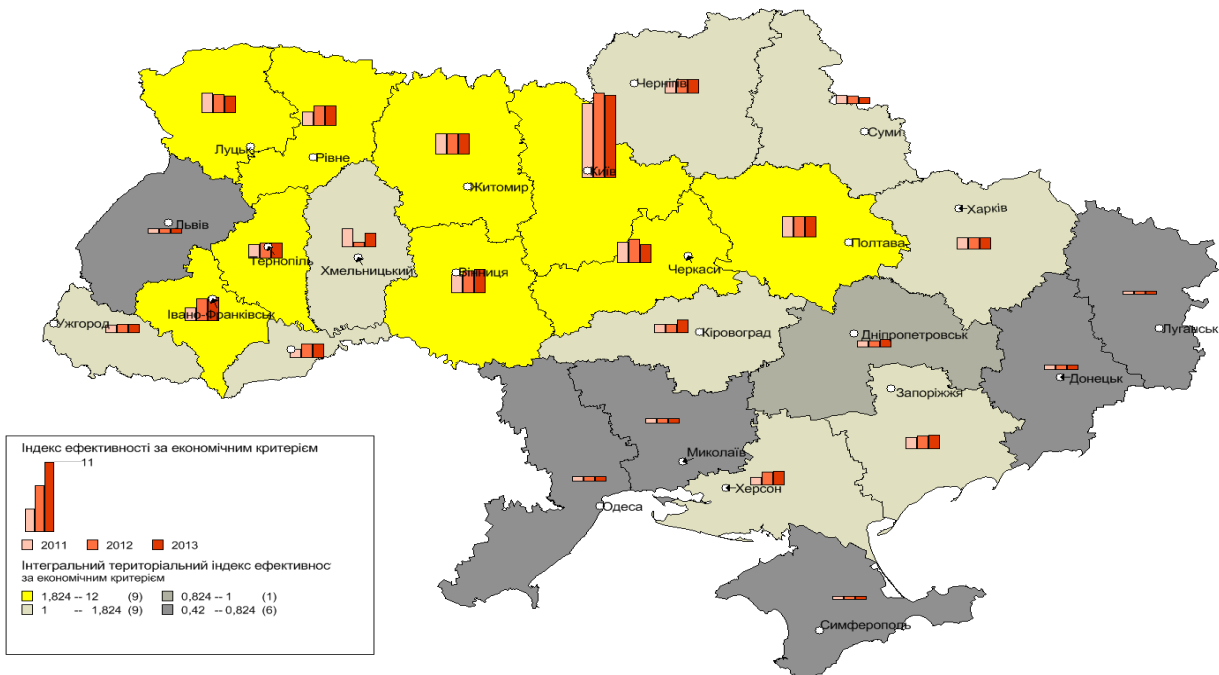 Чернігів
Суми
Луцьк
Рівне
Київ
Житомир
Львів
Харків
Тернопіль
Хмельницький
Вінниця
Черкаси
Полтава
Івано-Франківськ
Ужгород
Кіровоград
Дніпропетровськ
Луганськ
Донецьк
Запоріжжя
Миколаїв
Херсон
Одеса
Симферополь
Індекс ефективності за економічним критерієм
11
2011 2012 2013
Інтегральний територіальний індекс ефективнос
за економічним критерієм
1,824 -- 12 (9) 0,824 -- 1 (1)
1 -- 1,824 (9) 0,42 -- 0,824 (6)